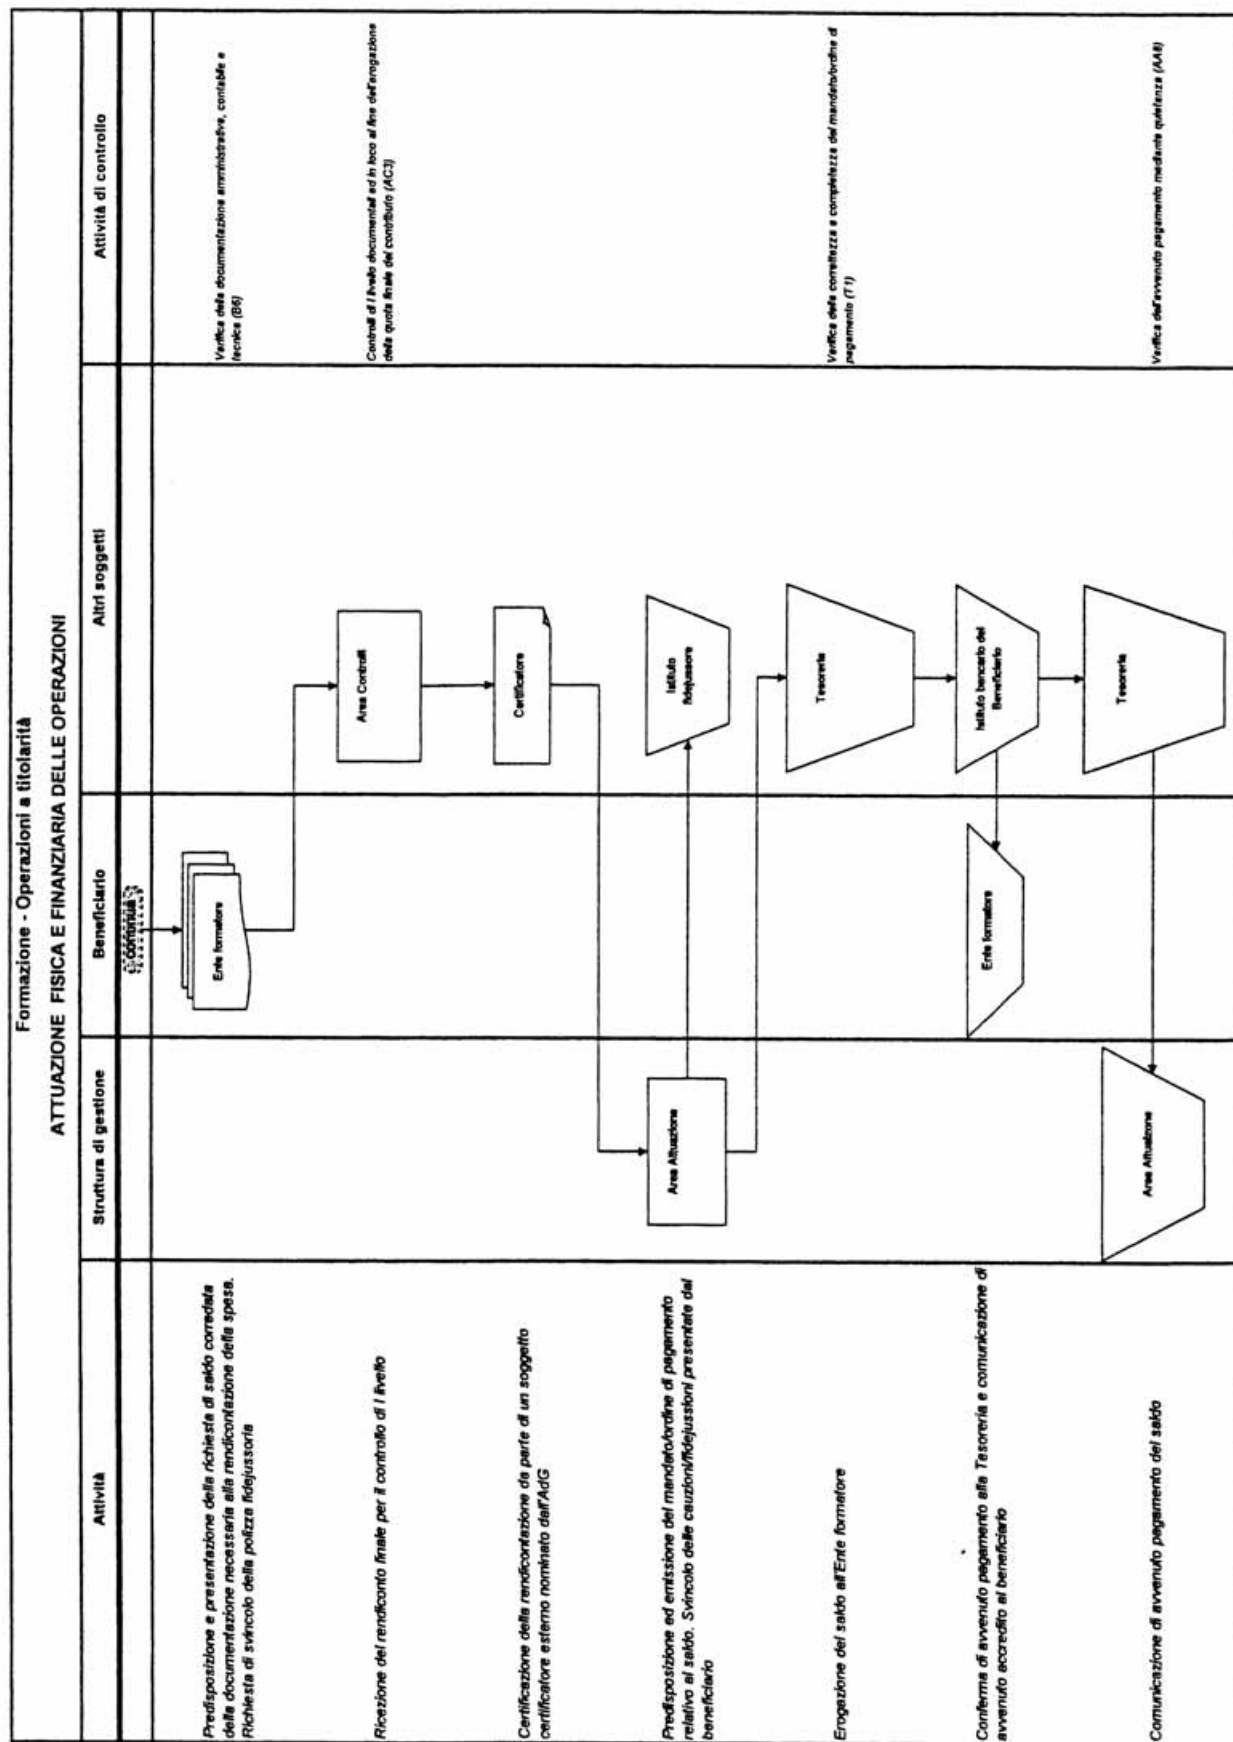 Formazione - Operazioni a titolarità
ATTUAZIONE FISICA E FINANZIARIA DELLE OPERAZIONI
Attività
Struttura di gestione
Beneficiario
Altri soggetti
Attività di controllo
continua
Predisposizione e presentazione della richiesta di saldo corredata
della documentazione necessaria alla rendicontazione della spesa.
Richiesta di svincolo della polizza fidejussoria
Ente formatore
Verifica della documentazione amministrativa, contabile e
tecnica (B6)
Ricezione del rendiconto finale per il controllo di I livello
Area Controlli
Controlli di I livello documentali ed in loco al fine dell'erogazione
della quota finale del contributo (AC3)
Certificazione della rendicontazione da parte di un soggetto
certificatore esterno nominato dall'AdG
Certificatore
Predisposizione ed emissione del mandato/ordine di pagamento
relativo al saldo. Svincolo delle cauzioni/fidejussioni presentate dal
beneficiario
Area Attuazione
Istituto
fidejussore
Erogazione del saldo all'Ente formatore
Tesoreria
Verifica della correttezza e completezza del mandato/ordine di
pagamento (T1)
Conferma di avvenuto pagamento alla Tesoreria e comunicazione di
avvenuto accredito al beneficiario
Ente formatore
Istituto bancario del
Beneficiario
Comunicazione di avvenuto pagamento del saldo
Area Attuazione
Tesoreria
Verifica dell'avvenuto pagamento mediante quietanza (AA8)